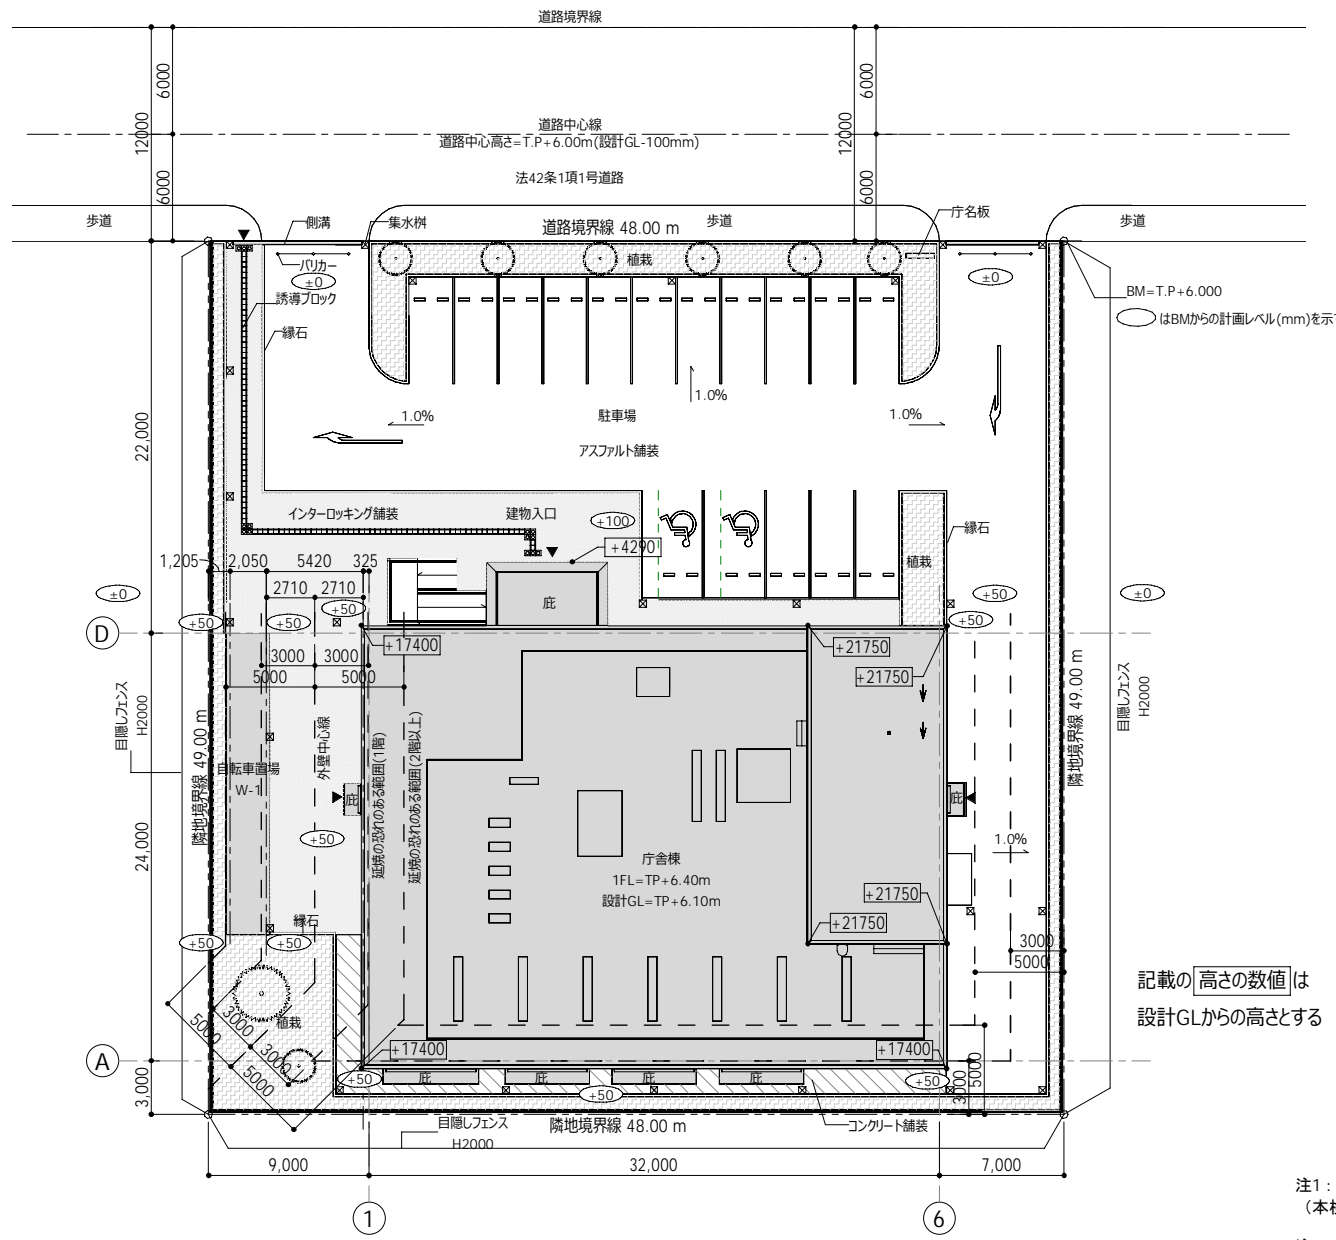 道路境界線
6000
6000
12000
12000
道路中心線
道路中心高さ=T.P+6.00m(設計GL-100mm)
6000
6000
法42条1項1号道路
歩道
側溝
集水桝
道路境界線 48.00 m
歩道
庁名板
歩道
バリカー
±0
植栽
±0
BM=T.P+6.000
誘導ブロック
はBMからの計画レベル(mm)を示
縁石
1.0%
22,000
1.0%
駐車場
1.0%
アスファルト舗装
インターロッキング舗装
建物入口
+100
縁石
+4290
1,205
2,050
5420
325
植栽
±0
2710
2710
+50
庇
+50
±0
+50
+50
+50
D
+17400
+21750
3000
3000
+21750
5000
5000
目隠しフェンス
H2000
隣地境界線 49.00 m
自転車置場
W-1
外壁中心線
延焼の恐れのある範囲(1階)
延焼の恐れのある範囲(2階以上)
隣地境界線 49.00 m
目隠しフェンス
H2000
庇
庇
+50
1.0%
24,000
庁舎棟
1FL=TP+6.40m
設計GL=TP+6.10m
+21750
+21750
縁石
+50
+50
3000
5000
記載の 高さの数値 は
設計GLからの高さとする
植栽
5000
3000
3000
5000
A
+17400
+17400
3,000
+50
庇
庇
庇
庇
+50
+50
3000
5000
目隠しフェンス
H2000
隣地境界線 48.00 m
コンクリート舗装
9,000
32,000
7,000
注1：
1
6